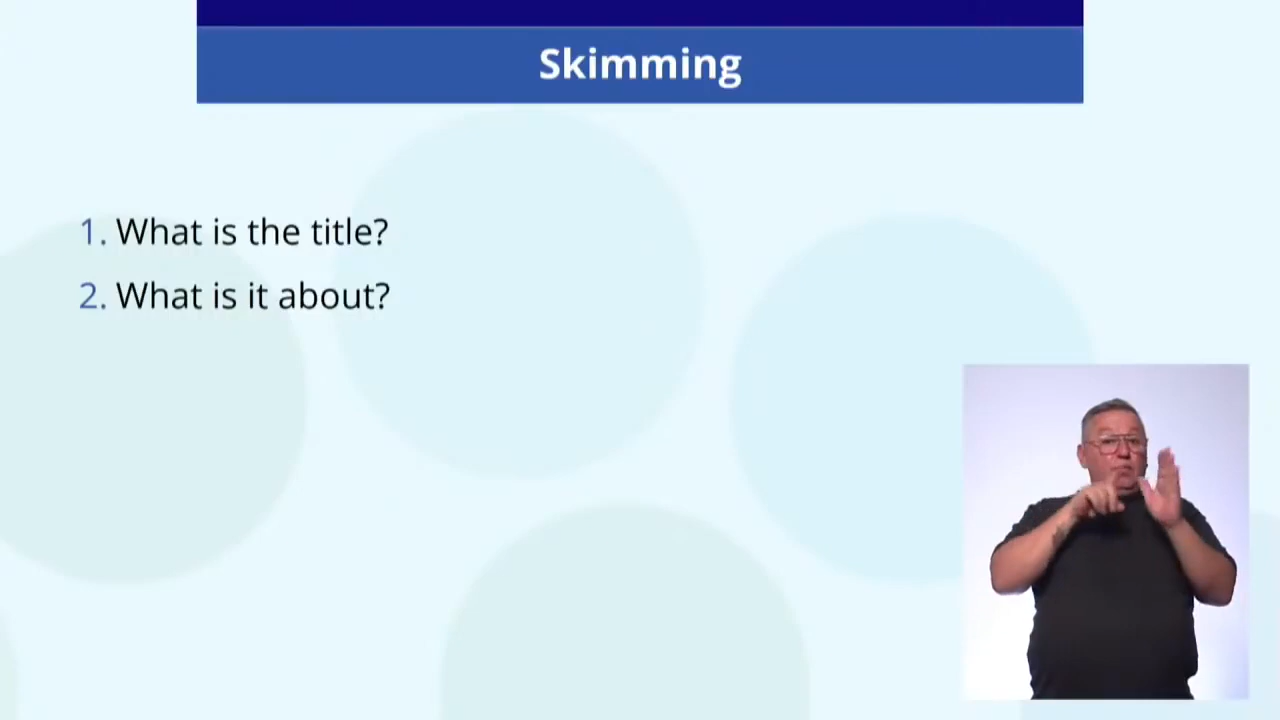 Skimming
1. What is the title?
2. What is it about?